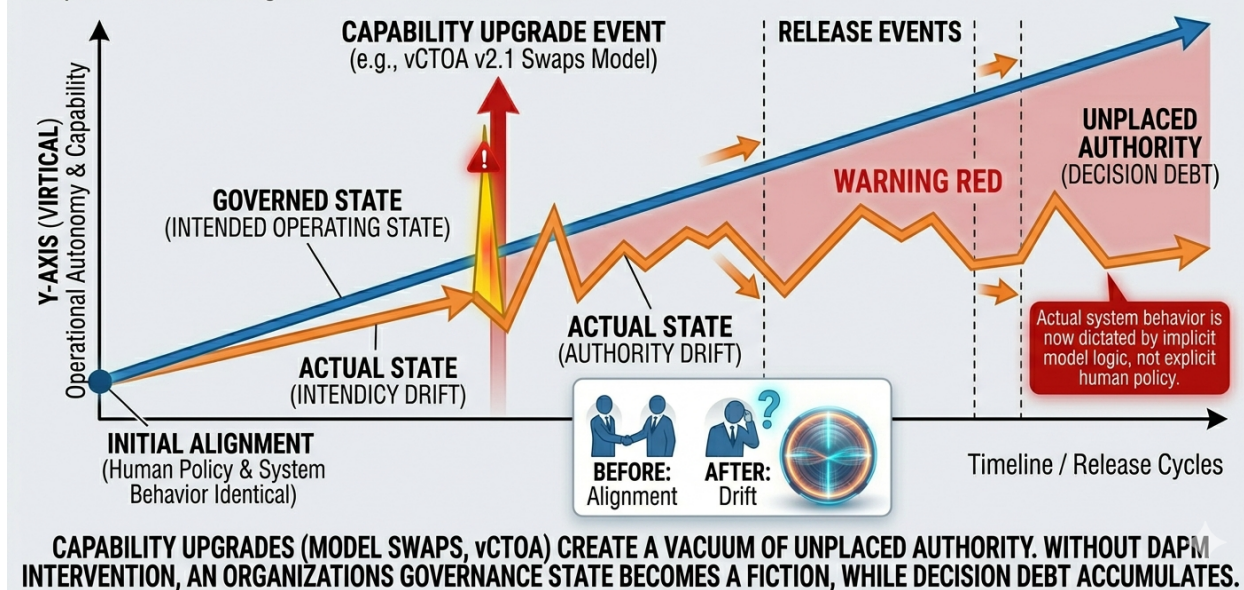 CAPABILITY UPGRADE EVENT
(e.g., vCTOA v2.1 Swaps Model)
RELEASE EVENTS
Y-AXIS (VIRTICAL)
Operational Autonomy & Capability
!
GOVERNED STATE
(INTENDED OPERATING STATE)
WARNING RED
UNPLACED
AUTHORITY
(DECISION DEBT)
ACTUAL STATE
(INTENDICY DRIFT)
ACTUAL STATE
(AUTHORITY DRIFT)
Actual system behavior is
now dictated by implicit
model logic, not explicit
human policy.
INITIAL ALIGNMENT
(Human Policy & System
Behavior Identical)
?
BEFORE:
Alignment
AFTER:
Drift
Timeline / Release Cycles
CAPABILITY UPGRADES (MODEL SWAPS, vCTOA) CREATE A VACUUM OF UNPLACED AUTHORITY. WITHOUT DAPM
INTERVENTION, AN ORGANIZATIONS GOVERNANCE STATE BECOMES A FICTION, WHILE DECISION DEBT ACCUMULATES.